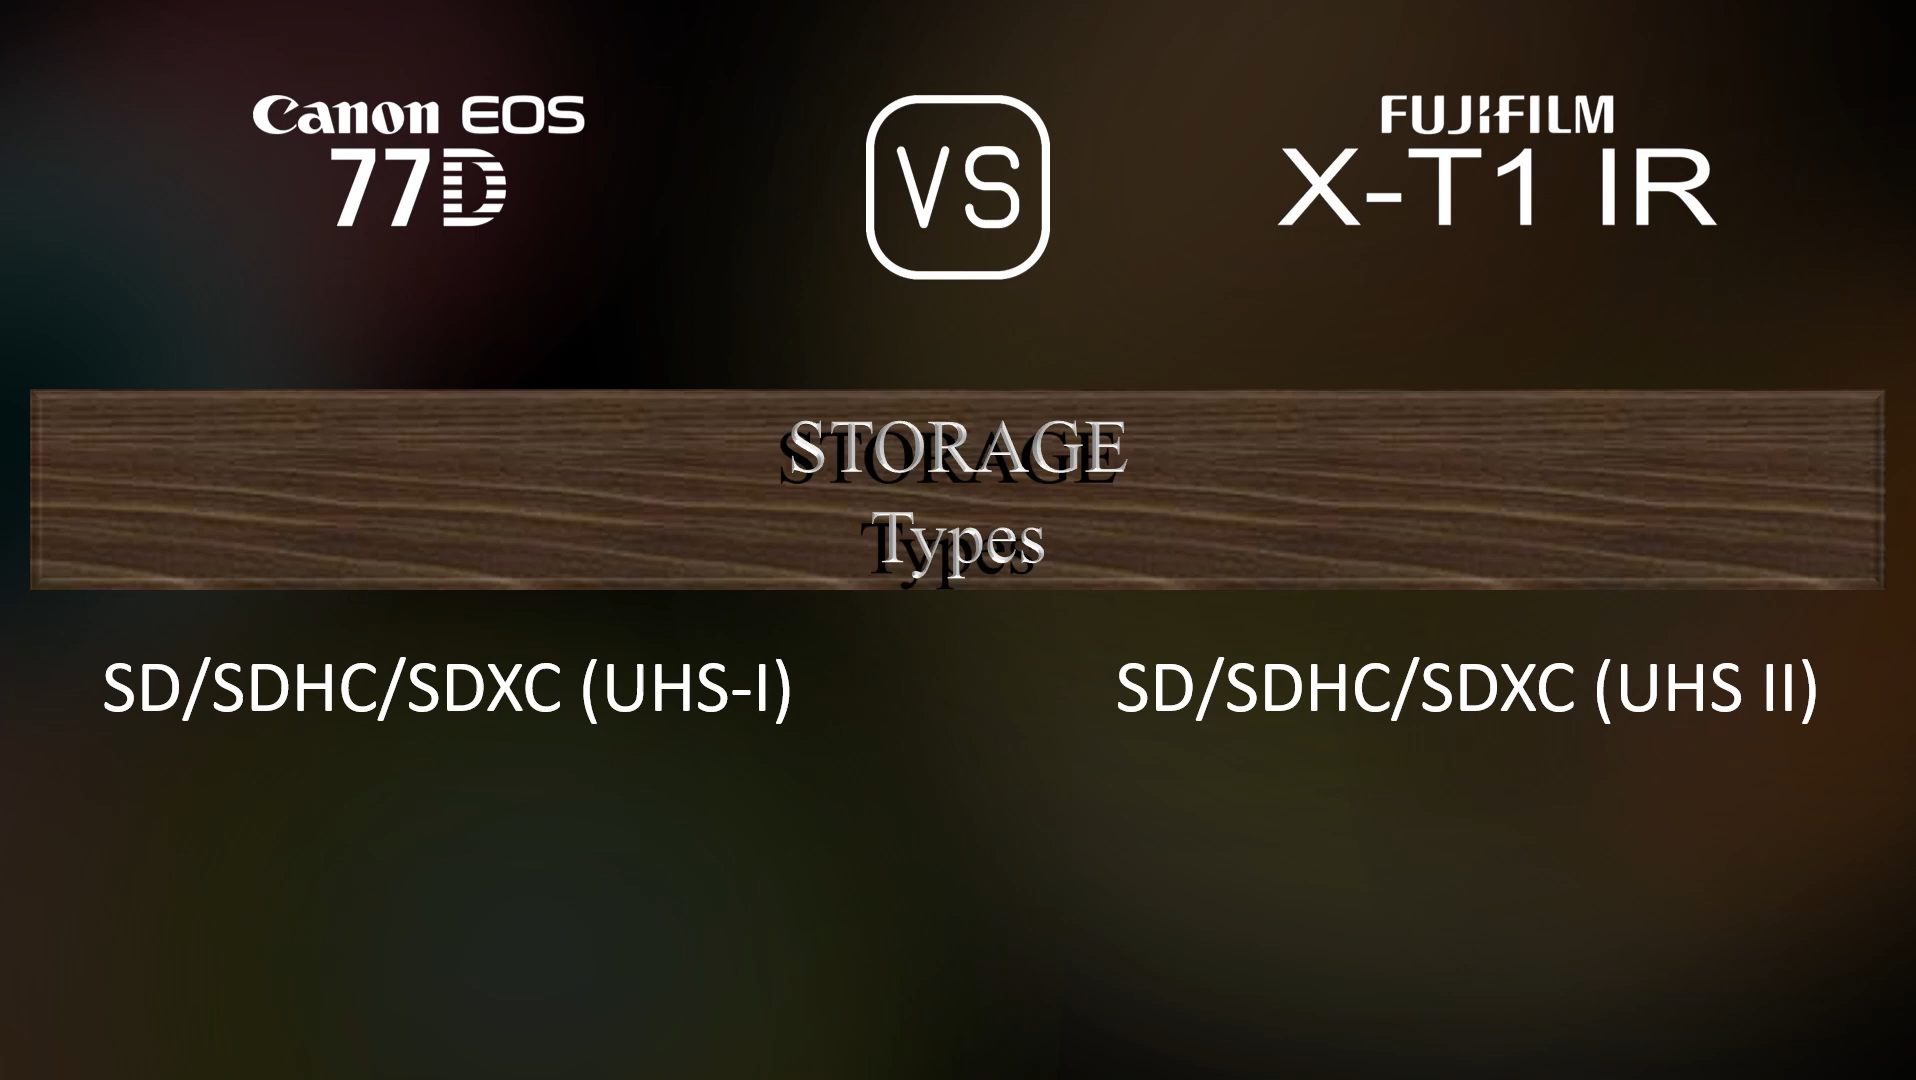 Canon EOS
77D
VS
FUJIFILM
X-T1 IR
STORAGE
Types
SD/SDHC/SDXC (UHS-I)
SD/SDHC/SDXC (UHS II)